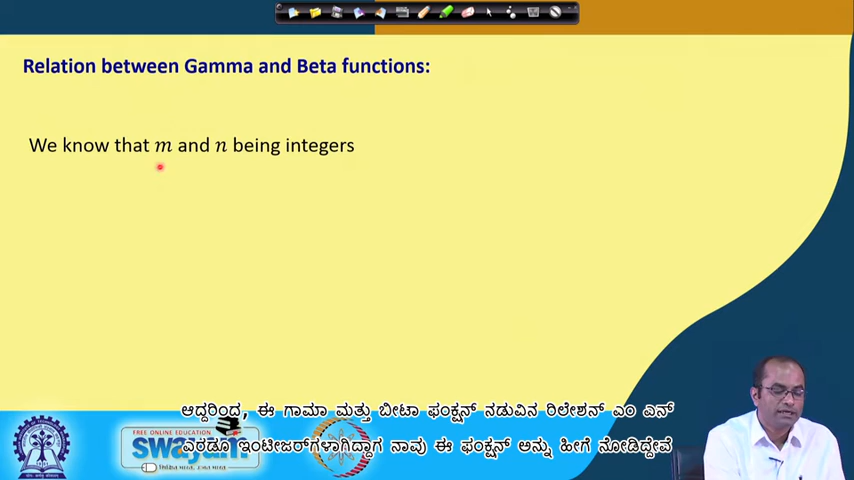 Relation between Gamma and Beta functions:
We know that m and n being integers
ಆದ್ದರಿಂದ, ಈ ಗಾಮಾ ಮತ್ತು ಬೀಟಾ ಫಂಕ್ಷನ್ ನಡುವಿನ ರಿಲೇಶನ್ ಎಂ ಎನ್
ಎರಡೂ ಇಂಟೀಜರ್‌ಗಳಾಗಿದ್ದಾಗ ನಾವು ಈ ಫಂಕ್ಷನ್ ಅನ್ನು ಹೀಗೆ ನೋಡಿದ್ದೇವೆ
FREE ONLINE EDUCATION
swayam